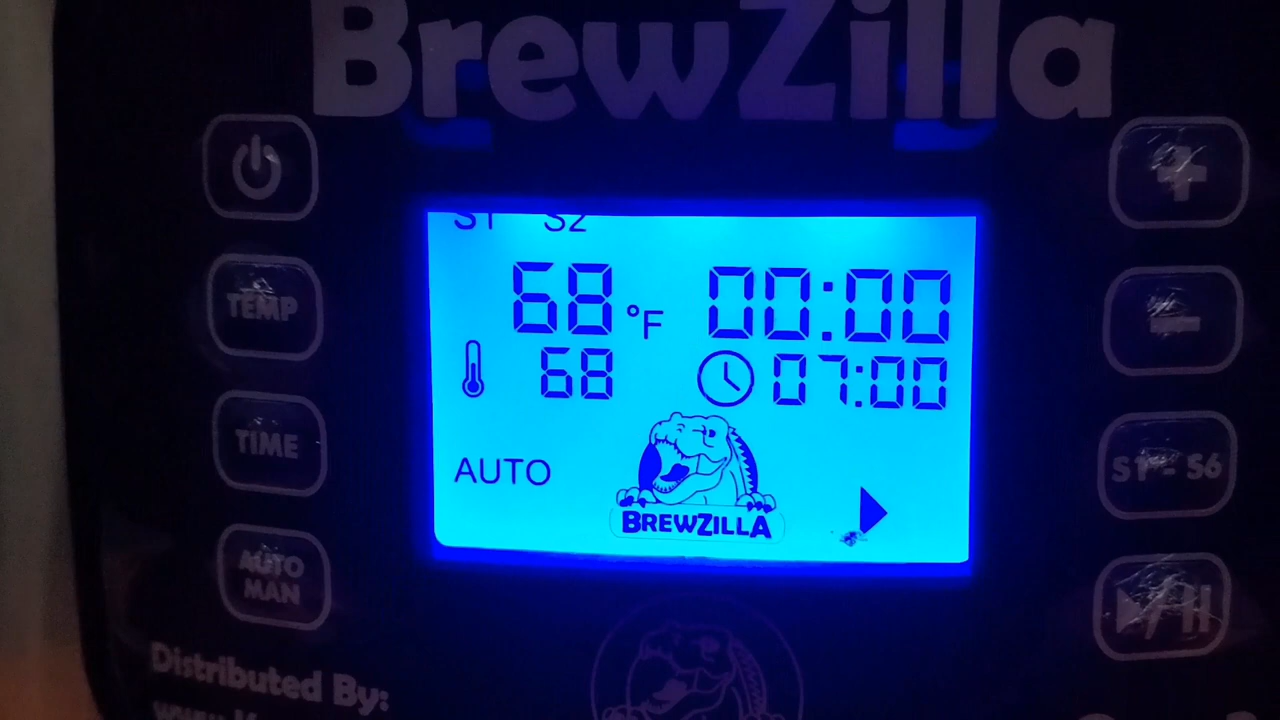 BrewZilla
S1 S2
68 °F 00:00
68 07:00
AUTO
BREWZILLA
TEMP
TIME
AUTO
MAN
S1 - S6
Distributed By: